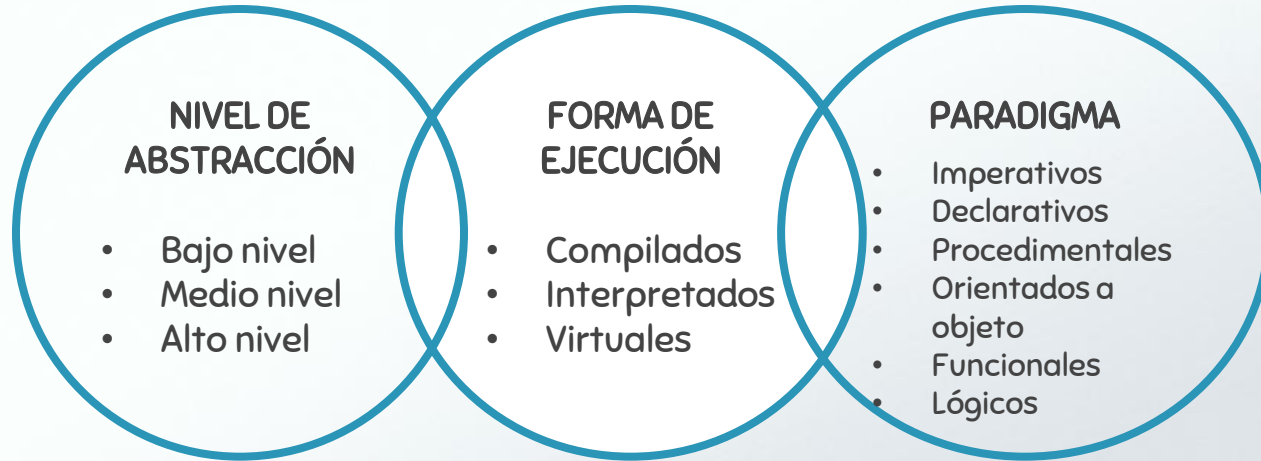 NIVEL DE
ABSTRACCIÓN
• Bajo nivel
• Medio nivel
• Alto nivel
FORMA DE
EJECUCIÓN
• Compilados
• Interpretados
• Virtuales
PARADIGMA
• Imperativos
• Declarativos
• Procedimentales
• Orientados a
objeto
• Funcionales
• Lógicos